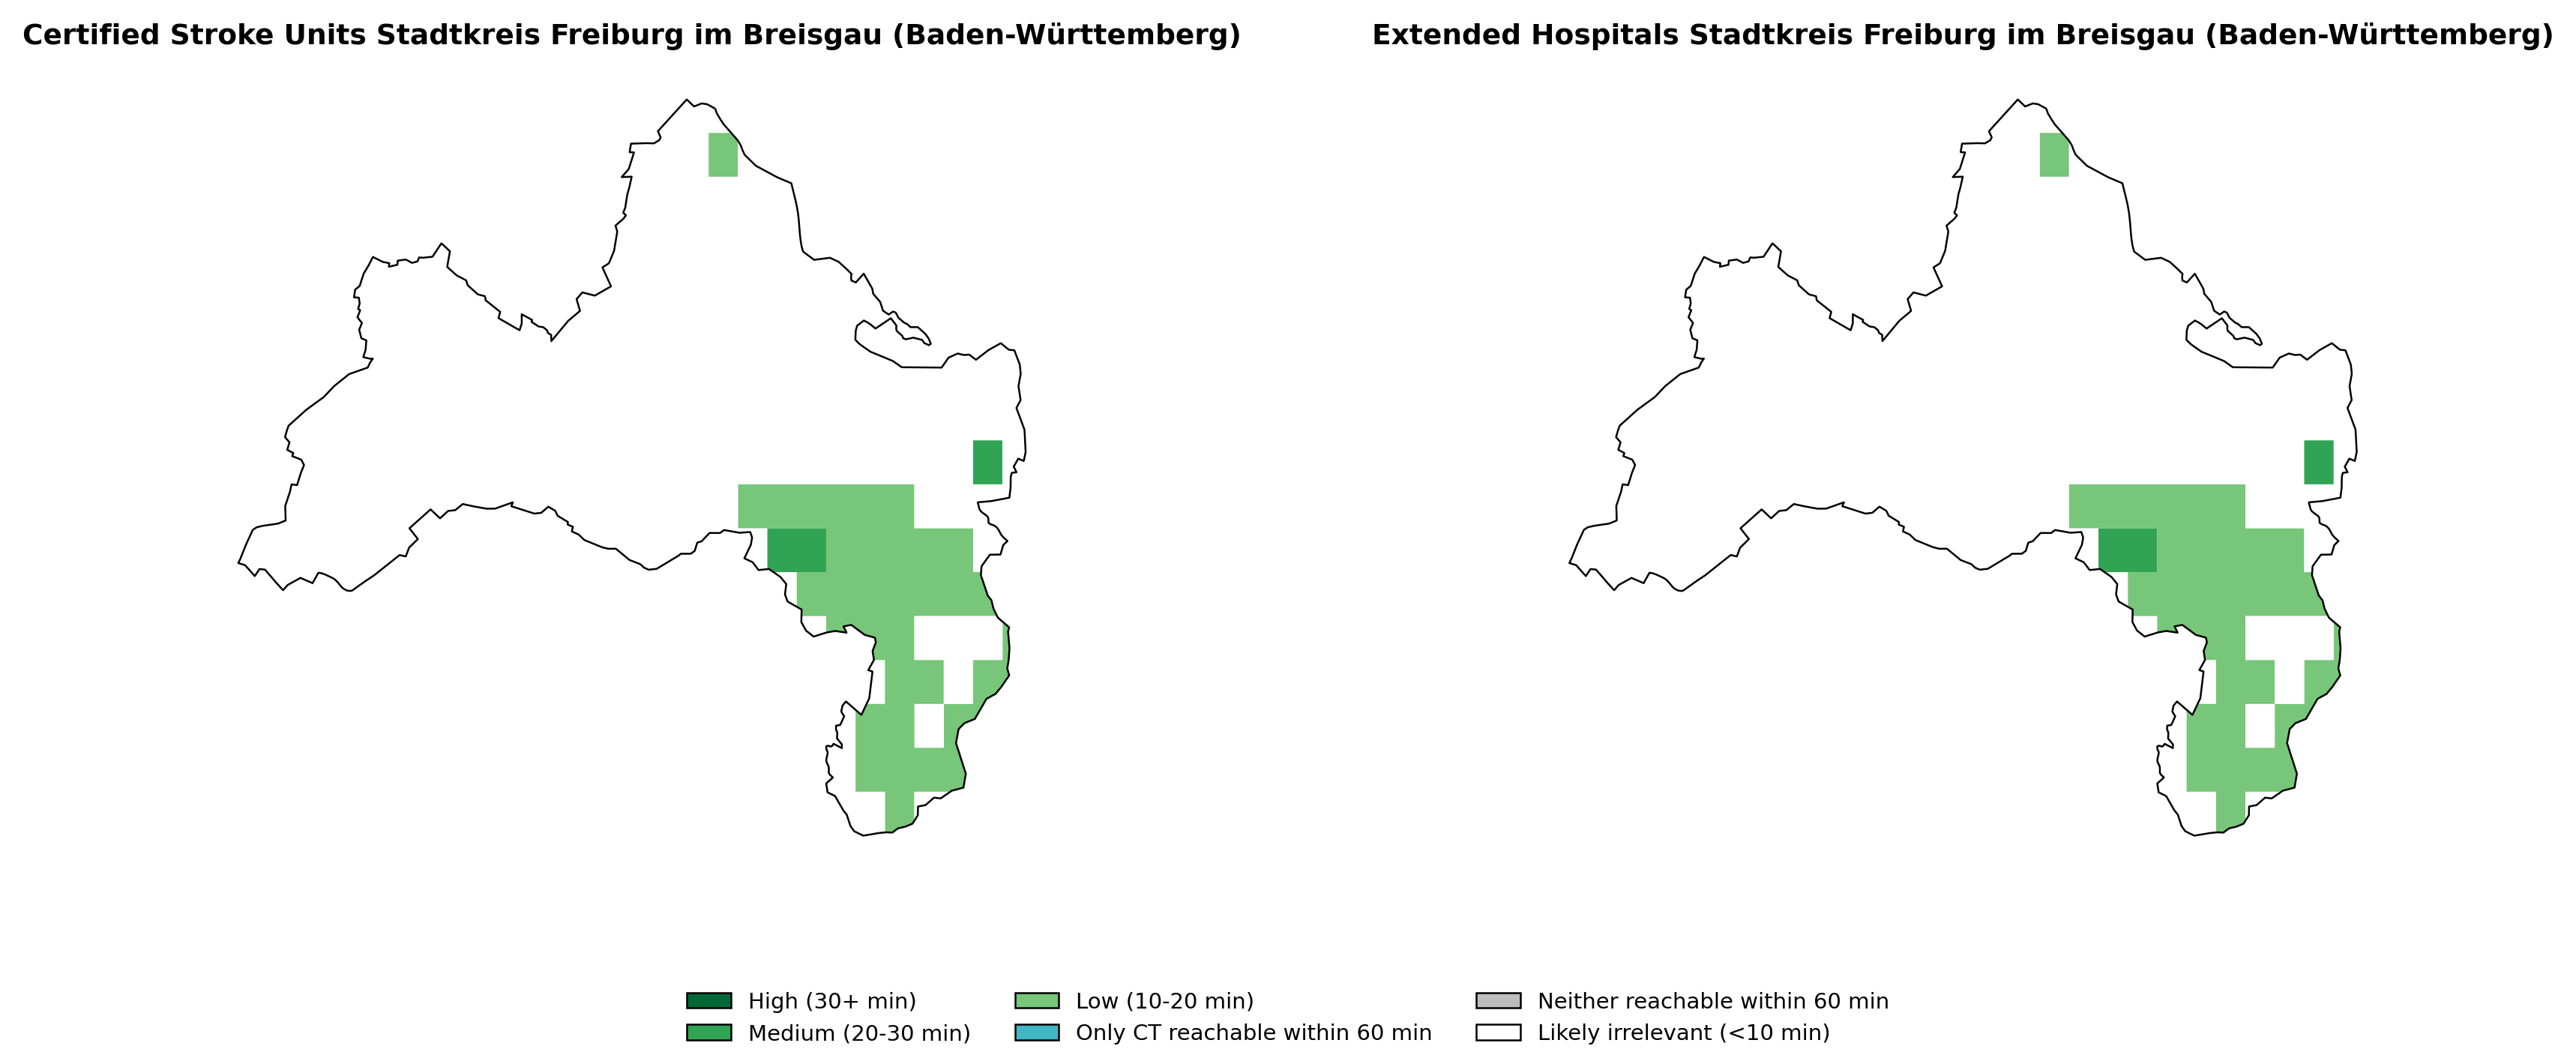 Certified Stroke Units Stadtkreis Freiburg im Breisgau (Baden-Württemberg)
Extended Hospitals Stadtkreis Freiburg im Breisgau (Baden-Württemberg)
High (30+ min)
Medium (20-30 min)
Low (10-20 min)
Only CT reachable within 60 min
Neither reachable within 60 min
Likely irrelevant (<10 min)